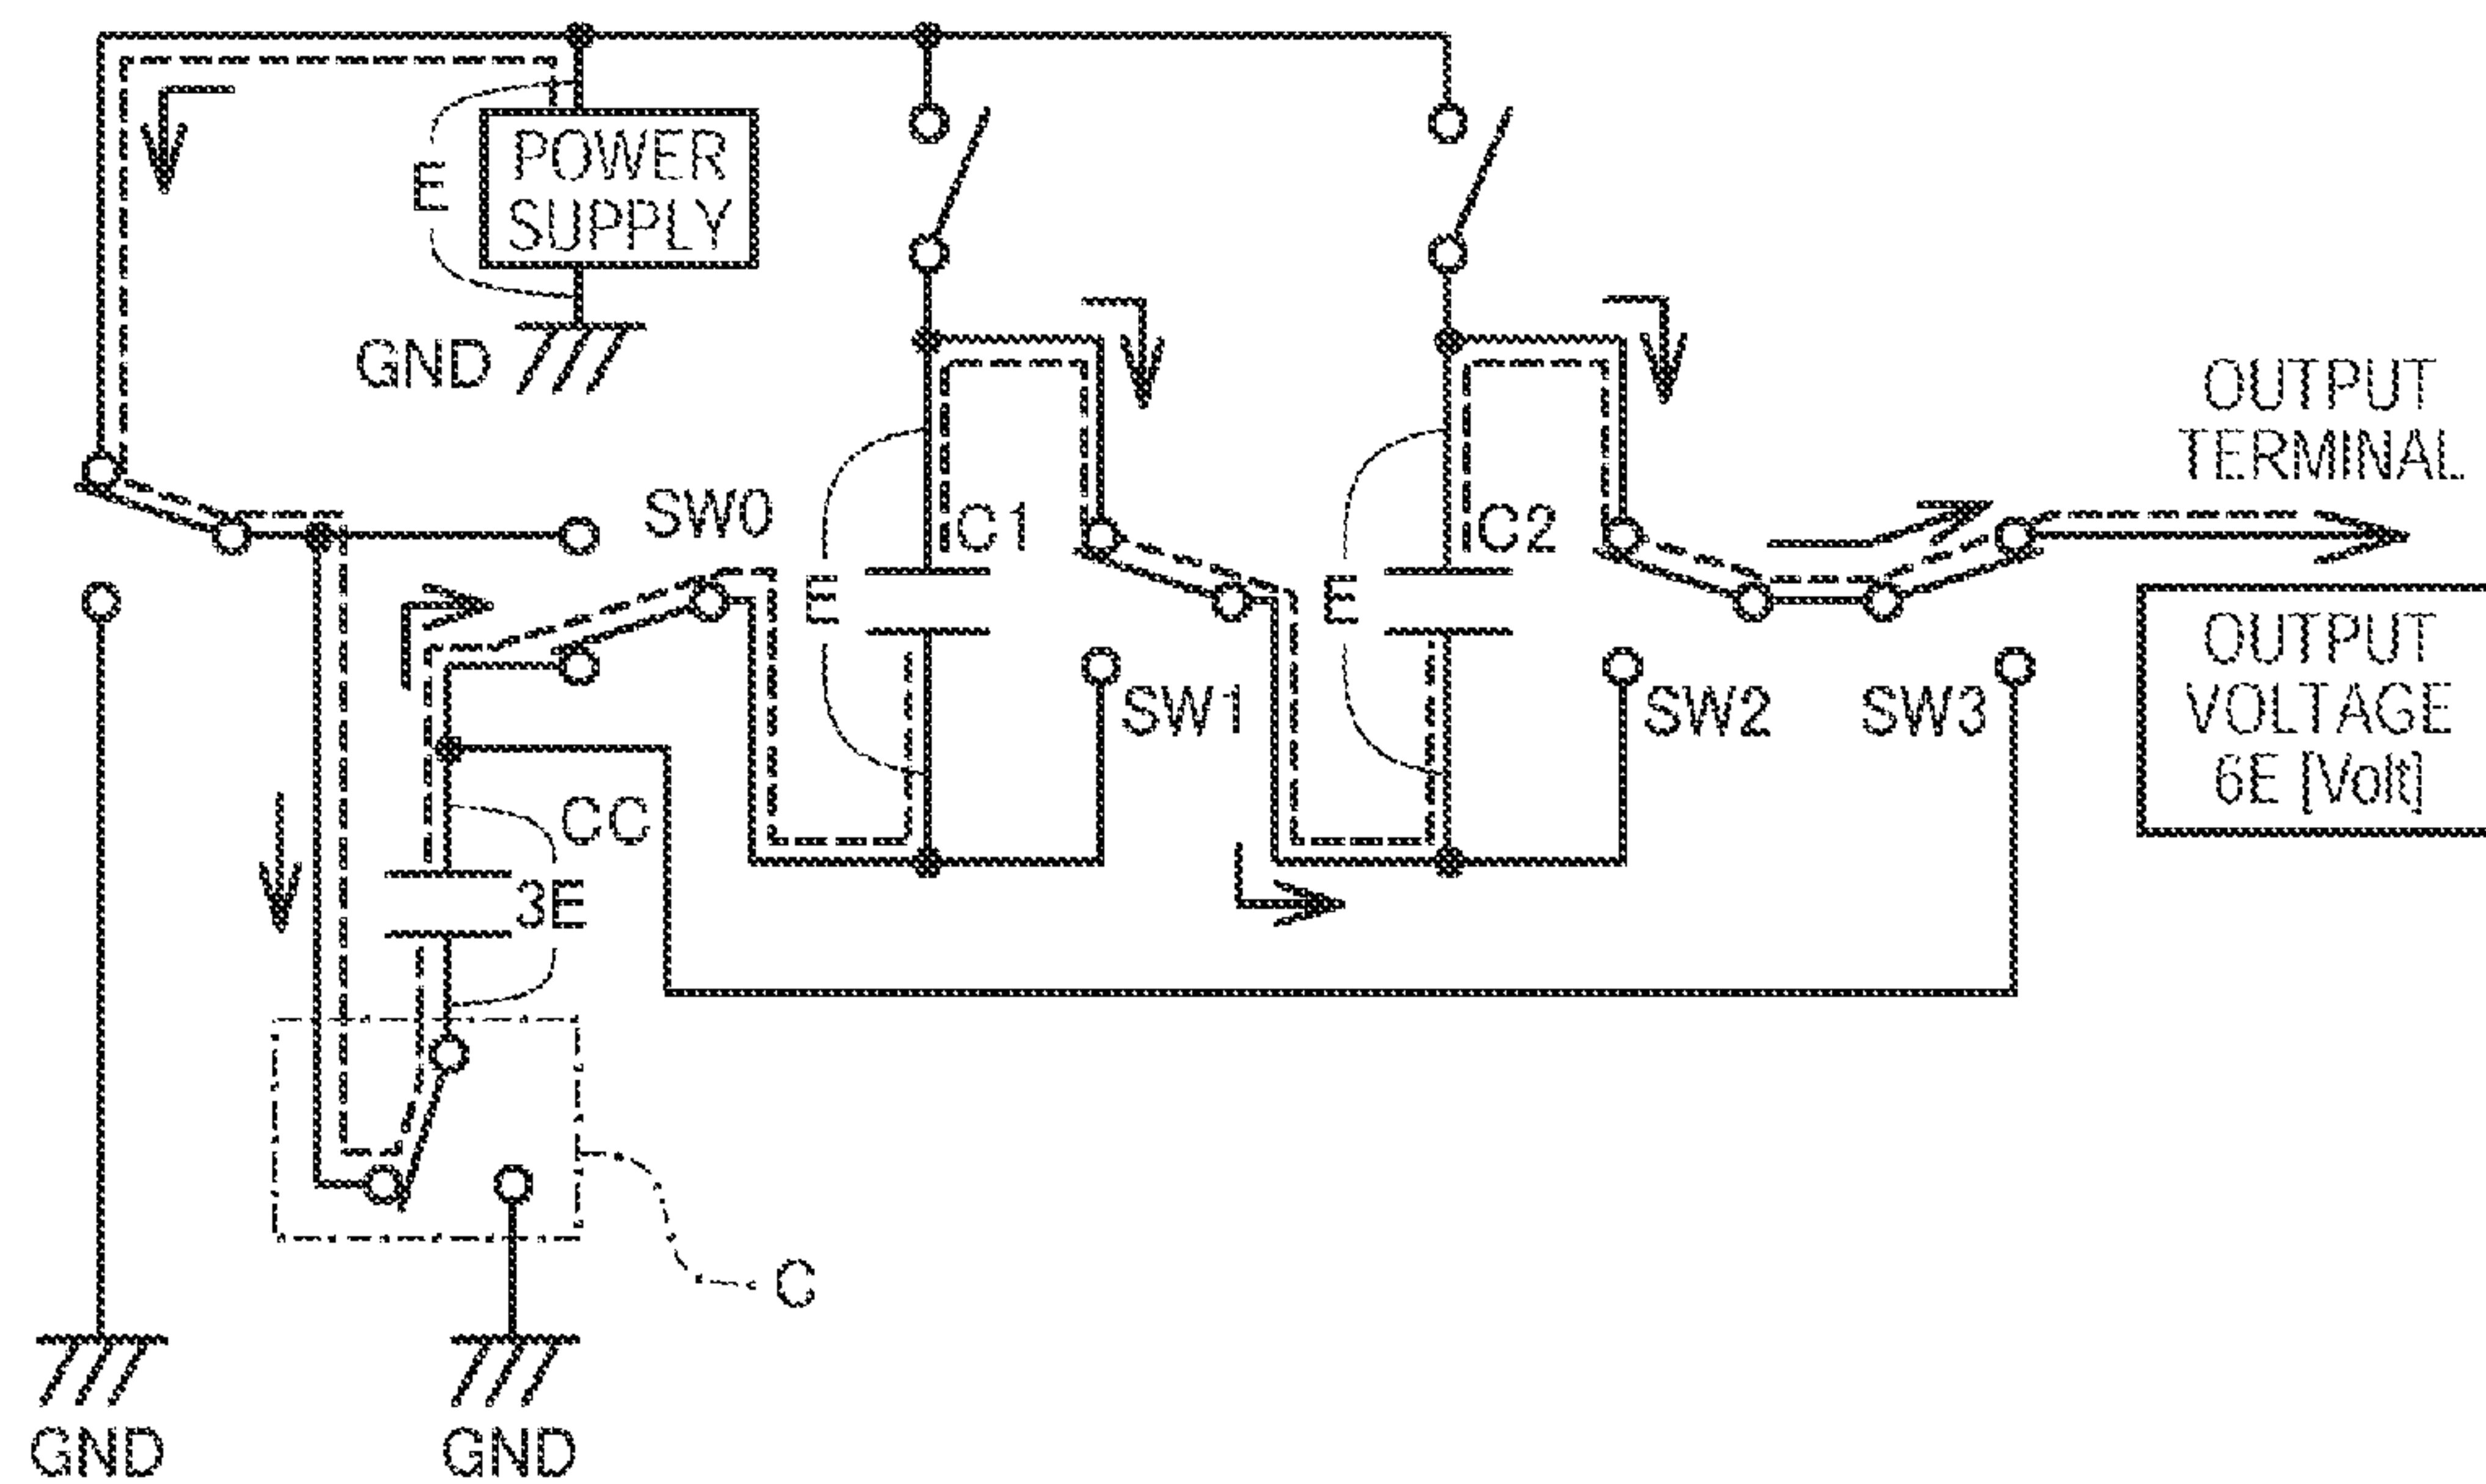 POWER
SUPPLY
E
GND
OUTPUT
TERMINAL
SW0
C1
C2
E
E
OUTPUT
VOLTAGE
6E [Volt]
SW1
SW2
SW3
CC
3E
C
GND
GND